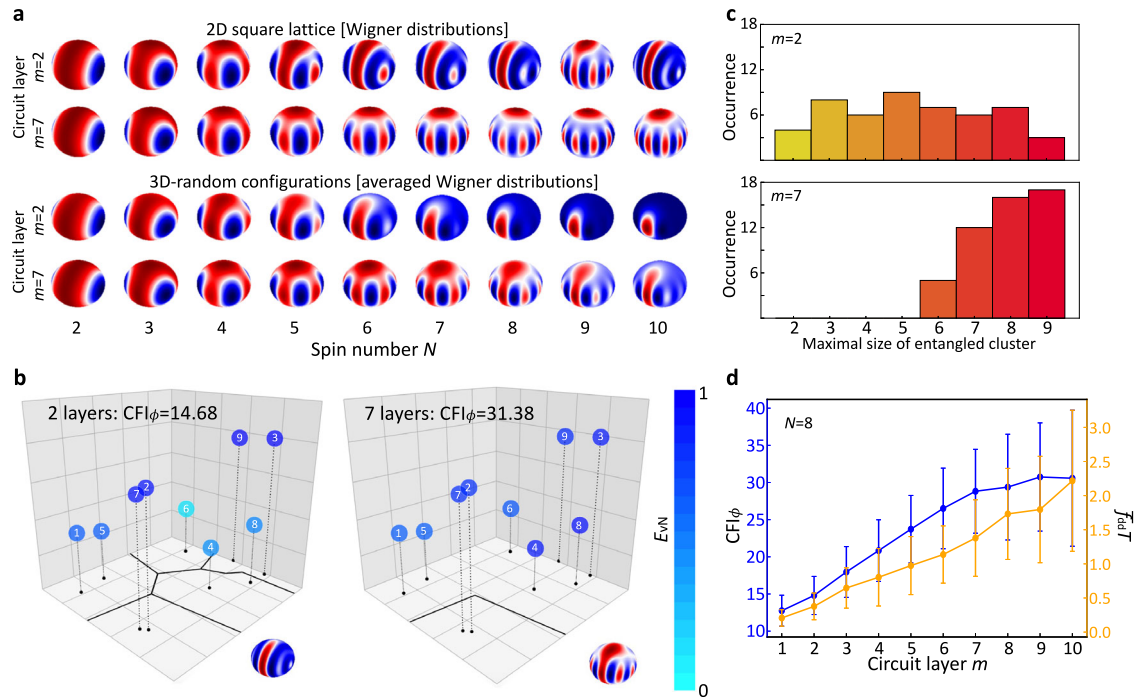 a
2D square lattice [Wigner distributions]
Circuit layer
m=2
m=7
3D-random configurations [averaged Wigner distributions]
Circuit layer
m=2
m=7
2 3 4 5 6 7 8 9 10
Spin number N
b
2 layers: CFIϕ=14.68
1 5 7 2 6 4 9 3 8
7 layers: CFIϕ=31.38
1 5 7 2 6 4 9 3 8
1
EvN
0
c
m=2
18
12
6
Occurrence
m=7
18
12
6
Occurrence
2 3 4 5 6 7 8 9
Maximal size of entangled cluster
d
N=8
40
35
30
25
20
15
10
CFIϕ
3.0
2.5
2.0
1.5
1.0
0.5
0.0
1 2 3 4 5 6 7 8 9 10
Circuit layer m